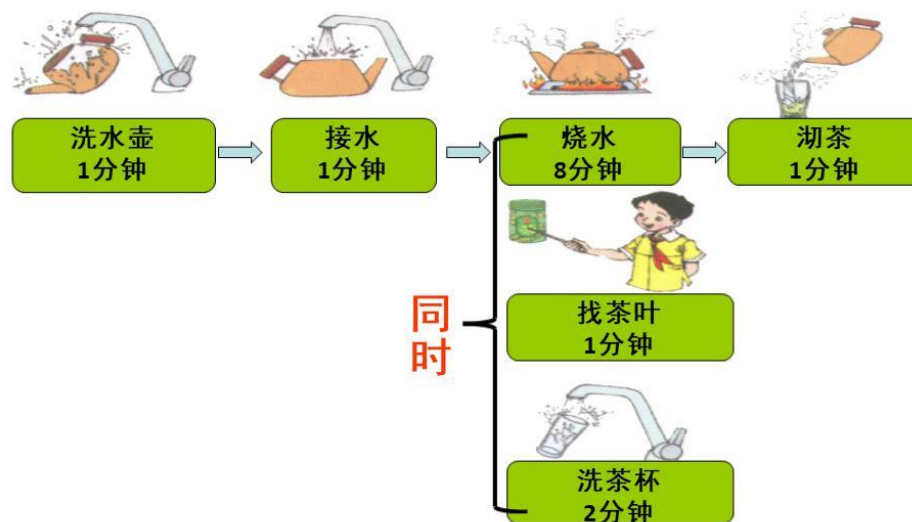 洗水壶
1分钟
接水
1分钟
烧水
8分钟
沏茶
1分钟
同时
找茶叶
1分钟
洗茶杯
2分钟